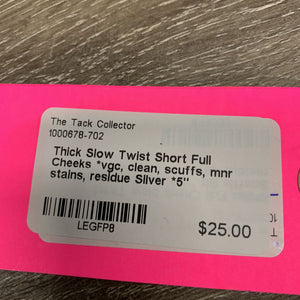 The Tack Collector
1000678-702
Thick Slow Twist Short Full
Cheeks *vgc, clean, scuffs, mnr
stains, residue Silver *5"
LEGFP8
$25.00
T
10